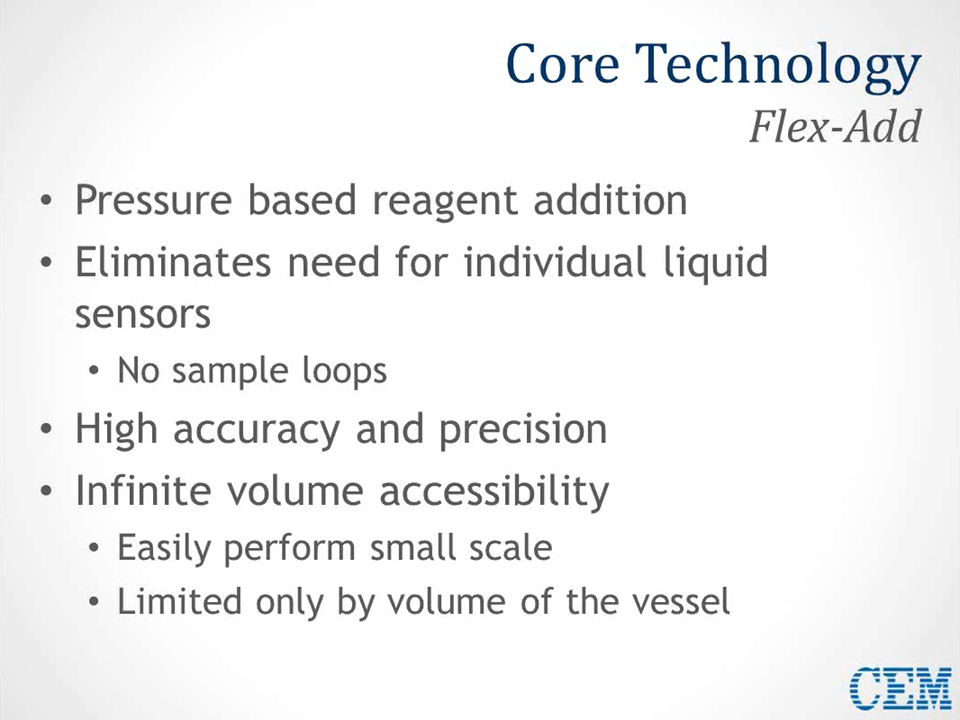 Core Technology
Flex-Add
• Pressure based reagent addition
• Eliminates need for individual liquid
sensors
• No sample loops
• High accuracy and precision
• Infinite volume accessibility
• Easily perform small scale
• Limited only by volume of the vessel
CEM